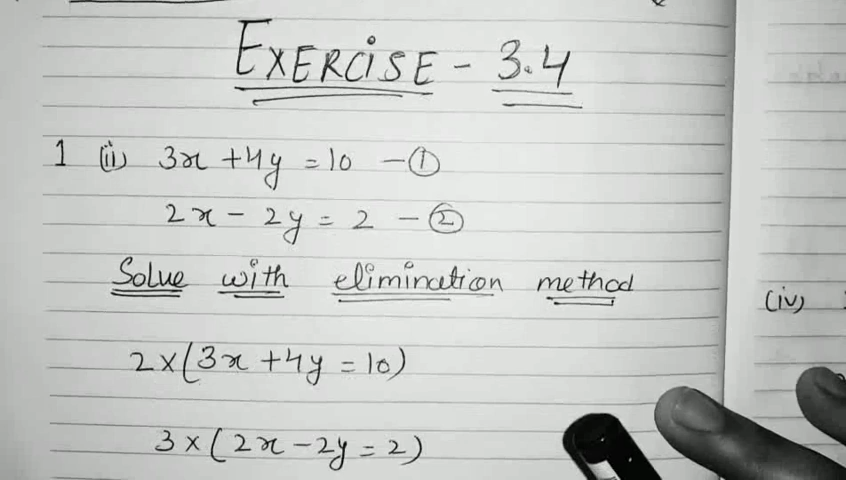 EXERCISE - 3.4
1 (ii) 3x + 4y = 10 - ①
2x - 2y = 2 - ②
Solve with elimination method
(iv)
2×(3x + 4y = 10)
3×(2x - 2y = 2)